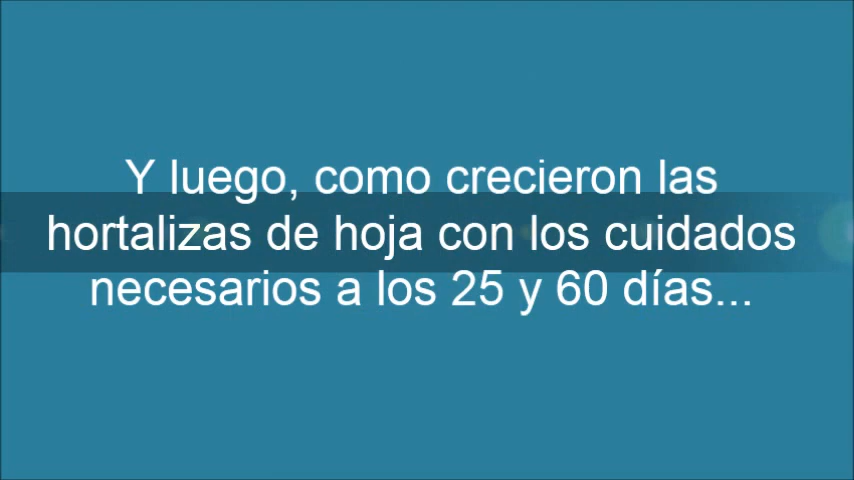 Y luego, como crecieron las
hortalizas de hoja con los cuidados
necesarios a los 25 y 60 días...